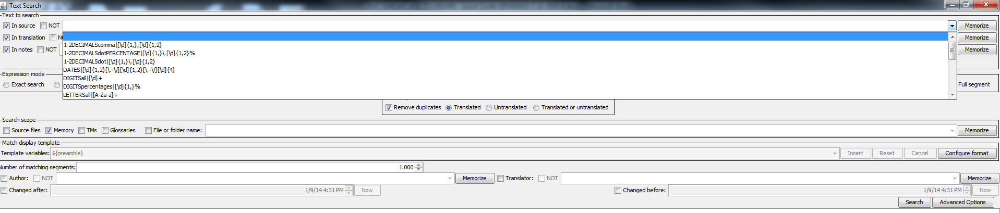 Text Search
Text to search
In source NOT Memorize
In translation Memorize
1-2DECIMALScomma|[\d]{1,},[\d]{1,2}
In notes NOT Memorize
1-2DECIMALSdotPERCENTAGE|[\d]{1,}\.[\d]{1,2}%
1-2DECIMALSdot|[\d]{1,}\.[\d]{1,2}
DATES|[\d]{1,2}[\.-\/][\d]{1,2}[\.-\/][\d]{4}
Expression mode
DIGITSall|[\d]+
Exact search Full segment
DIGITSpercentages|[\d]{1,}%
LETTERSall|[A-Za-z]+
Remove duplicates Translated Untranslated Translated or untranslated
Search scope
Source files Memory TMs Glossaries File or folder name: Memorize
Match display template
Template variables: ${preamble} Insert Reset Cancel Configure format
Number of matching segments: 1.000
Author: NOT Memorize Translator: NOT Memorize
Changed after: 1/9/14 4:31 PM Now Changed before: 1/9/14 4:31 PM Now
Search Advanced Options